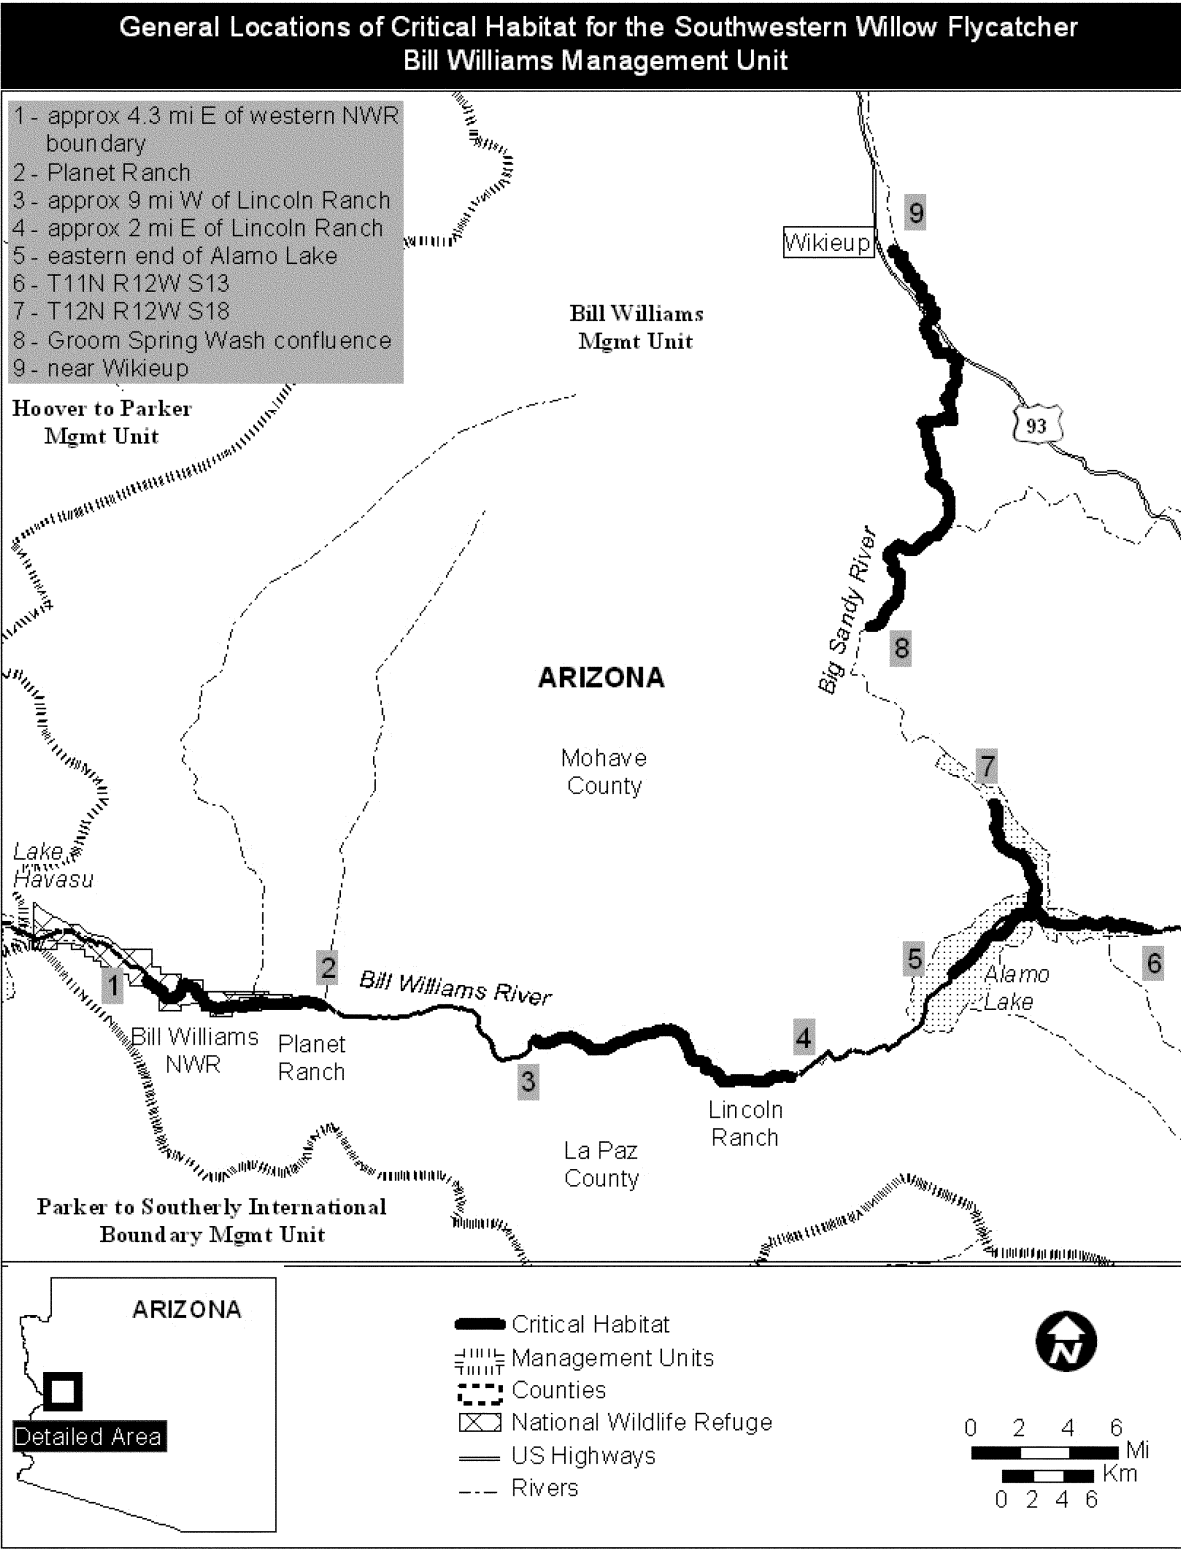 General Locations of Critical Habitat for the Southwestern Willow Flycatcher
Bill Williams Management Unit
1 - approx 4.3 mi E of western NWR
boundary
2 - Planet Ranch
3 - approx 9 mi W of Lincoln Ranch
4 - approx 2 mi E of Lincoln Ranch
5 - eastern end of Alamo Lake
6 - T11N R12W S13
7 - T12N R12W S18
8 - Groom Spring Wash confluence
9 - near Wikieup
9
Wikieup
Bill Williams
Mgmt Unit
Hoover to Parker
Mgmt Unit
93
Big Sandy River
8
ARIZONA
Mohave
County
7
Lake
Havasu
1
2
Bill Williams River
5
Alamo
Lake
6
Bill Williams
NWR
Planet
Ranch
3
4
Lincoln
Ranch
La Paz
County
Parker to Southerly International
Boundary Mgmt Unit
ARIZONA
Detailed Area
Critical Habitat
Management Units
Counties
National Wildlife Refuge
US Highways
Rivers
N
0 2 4 6
Mi
Km
0 2 4 6